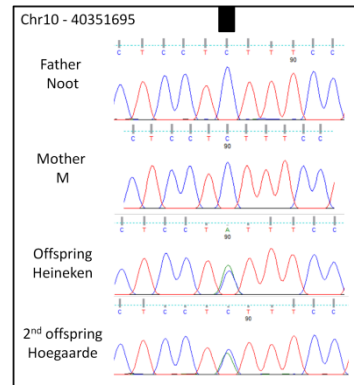 Chr10 - 40351695
C T C C T C T T T C C
90
Father
Noot
C T C C T C T T T C C
90
Mother
M
C T C C T A T T T C C
90
Offspring
Heineken
C T C C T C T T T C C
90
2nd offspring
Hoegaarde